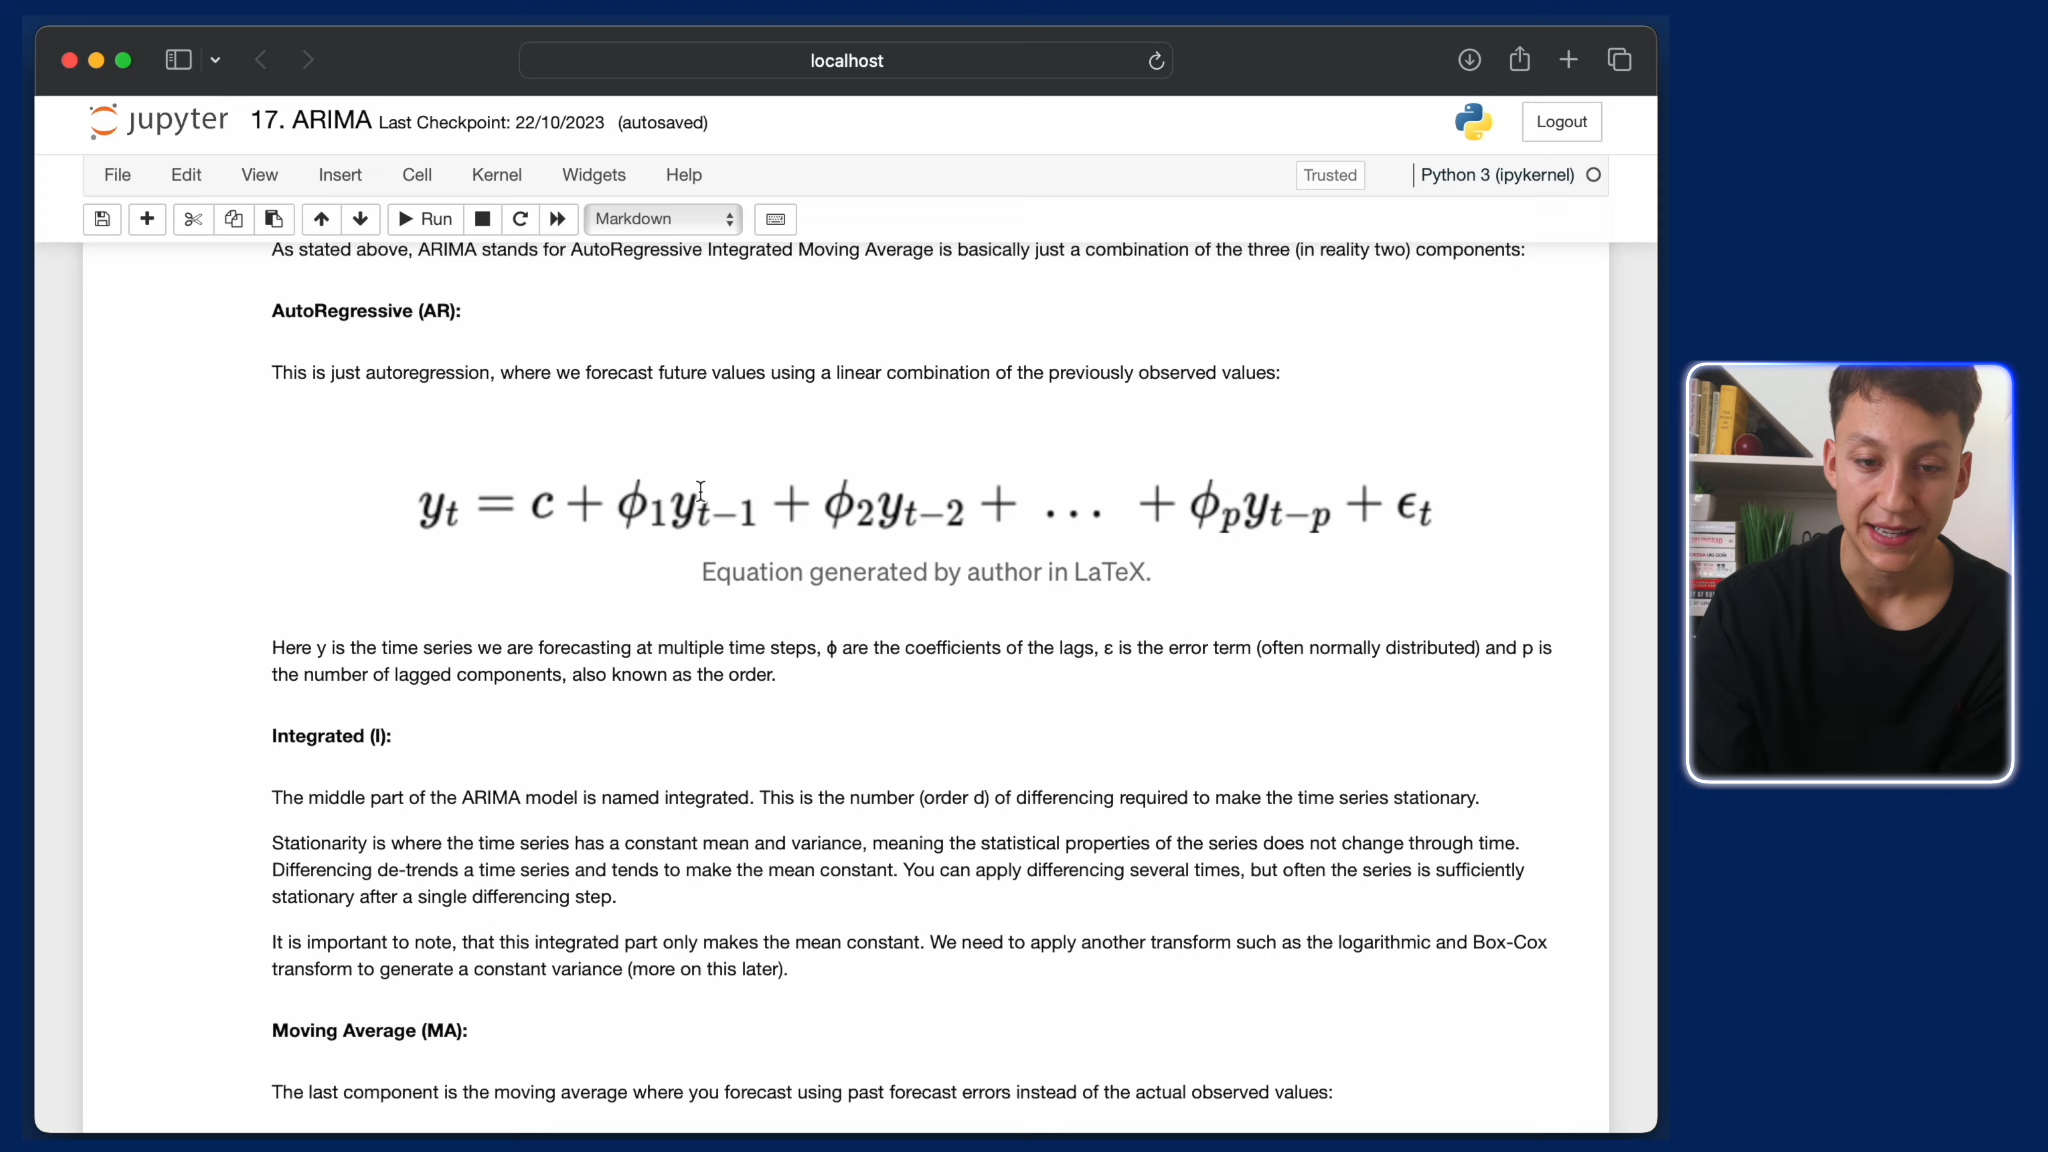 localhost
jupyter 17. ARIMA Last Checkpoint: 22/10/2023 (autosaved)
Logout
File Edit View Insert Cell Kernel Widgets Help
Trusted
Python 3 (ipykernel)
Run
Markdown
As stated above, ARIMA stands for AutoRegressive Integrated Moving Average is basically just a combination of the three (in reality two) components:
AutoRegressive (AR):
This is just autoregression, where we forecast future values using a linear combination of the previously observed values:
y_t = c + ϕ_1 y_{t−1} + ϕ_2 y_{t−2} + … + ϕ_p y_{t−p} + ϵ_t
Equation generated by author in LaTeX.
Here y is the time series we are forecasting at multiple time steps, ϕ are the coefficients of the lags, ε is the error term (often normally distributed) and p is
the number of lagged components, also known as the order.
Integrated (I):
The middle part of the ARIMA model is named integrated. This is the number (order d) of differencing required to make the time series stationary.
Stationarity is where the time series has a constant mean and variance, meaning the statistical properties of the series does not change through time.
Differencing de-trends a time series and tends to make the mean constant. You can apply differencing several times, but often the series is sufficiently
stationary after a single differencing step.
It is important to note, that this integrated part only makes the mean constant. We need to apply another transform such as the logarithmic and Box-Cox
transform to generate a constant variance (more on this later).
Moving Average (MA):
The last component is the moving average where you forecast using past forecast errors instead of the actual observed values: